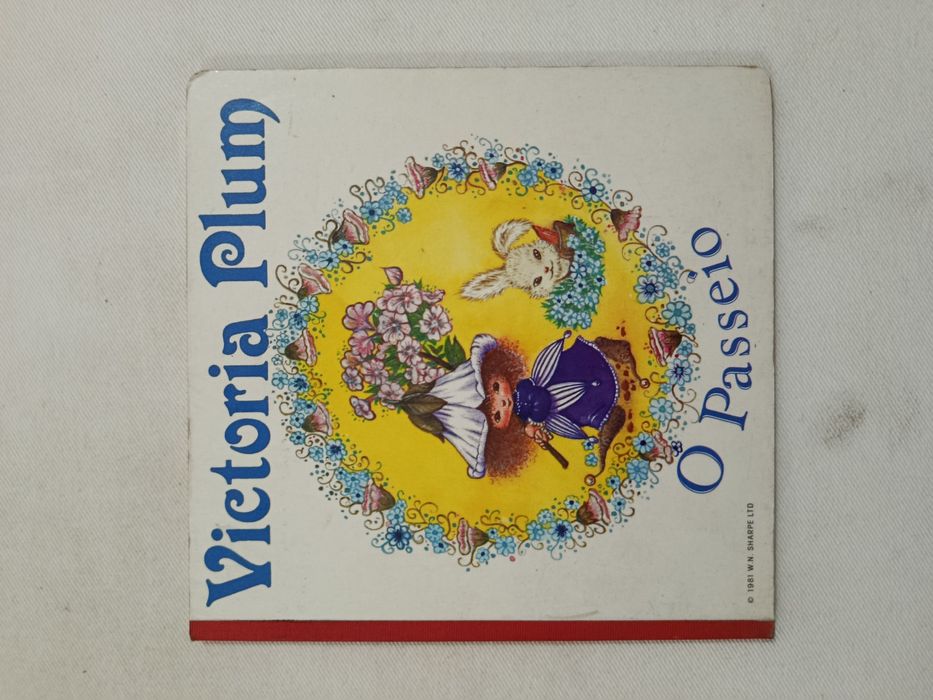 Victoria Plum
O Passeio
© 1981 W.N. SHARPE LTD